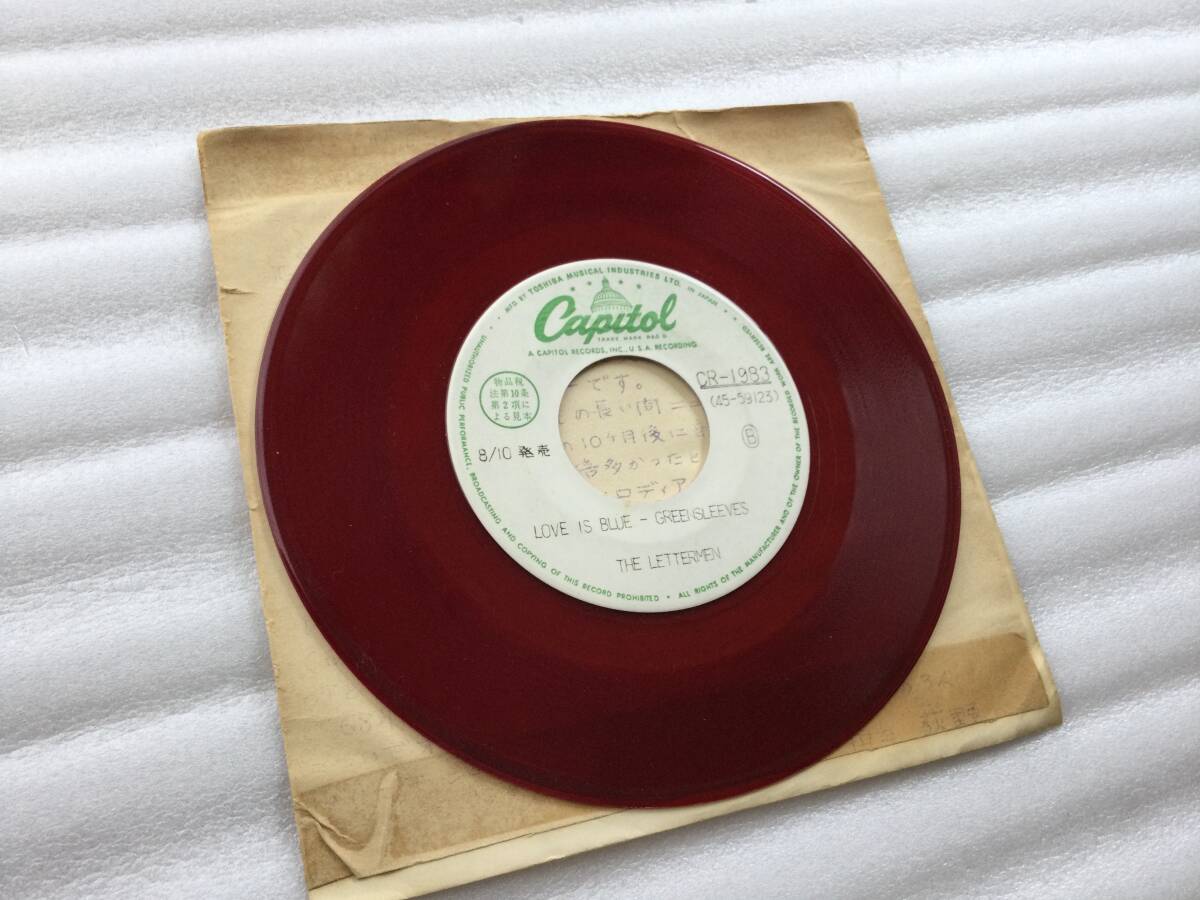 MFD BY TOSHIBA MUSICAL INDUSTRIES LTD. IN JAPAN
Capitol
TRADE MARK REG'D
A CAPITOL RECORDS, INC., U.S.A. RECORDING
物品税
法第10条
第2項に
よる見本
CR-1983
(45-59123)
Ⓑ
8/10 発売
です。
の長い間
10ケ月後に
多かったと
ロディア
LOVE IS BLUE - GREENSLEEVES
THE LETTERMEN
UNAUTHORIZED PUBLIC PERFORMANCE, BROADCASTING AND COPYING OF THIS RECORD PROHIBITED • ALL RIGHTS OF THE MANUFACTURER AND OF THE OWNER OF THE RECORDED WORK ARE RESERVED